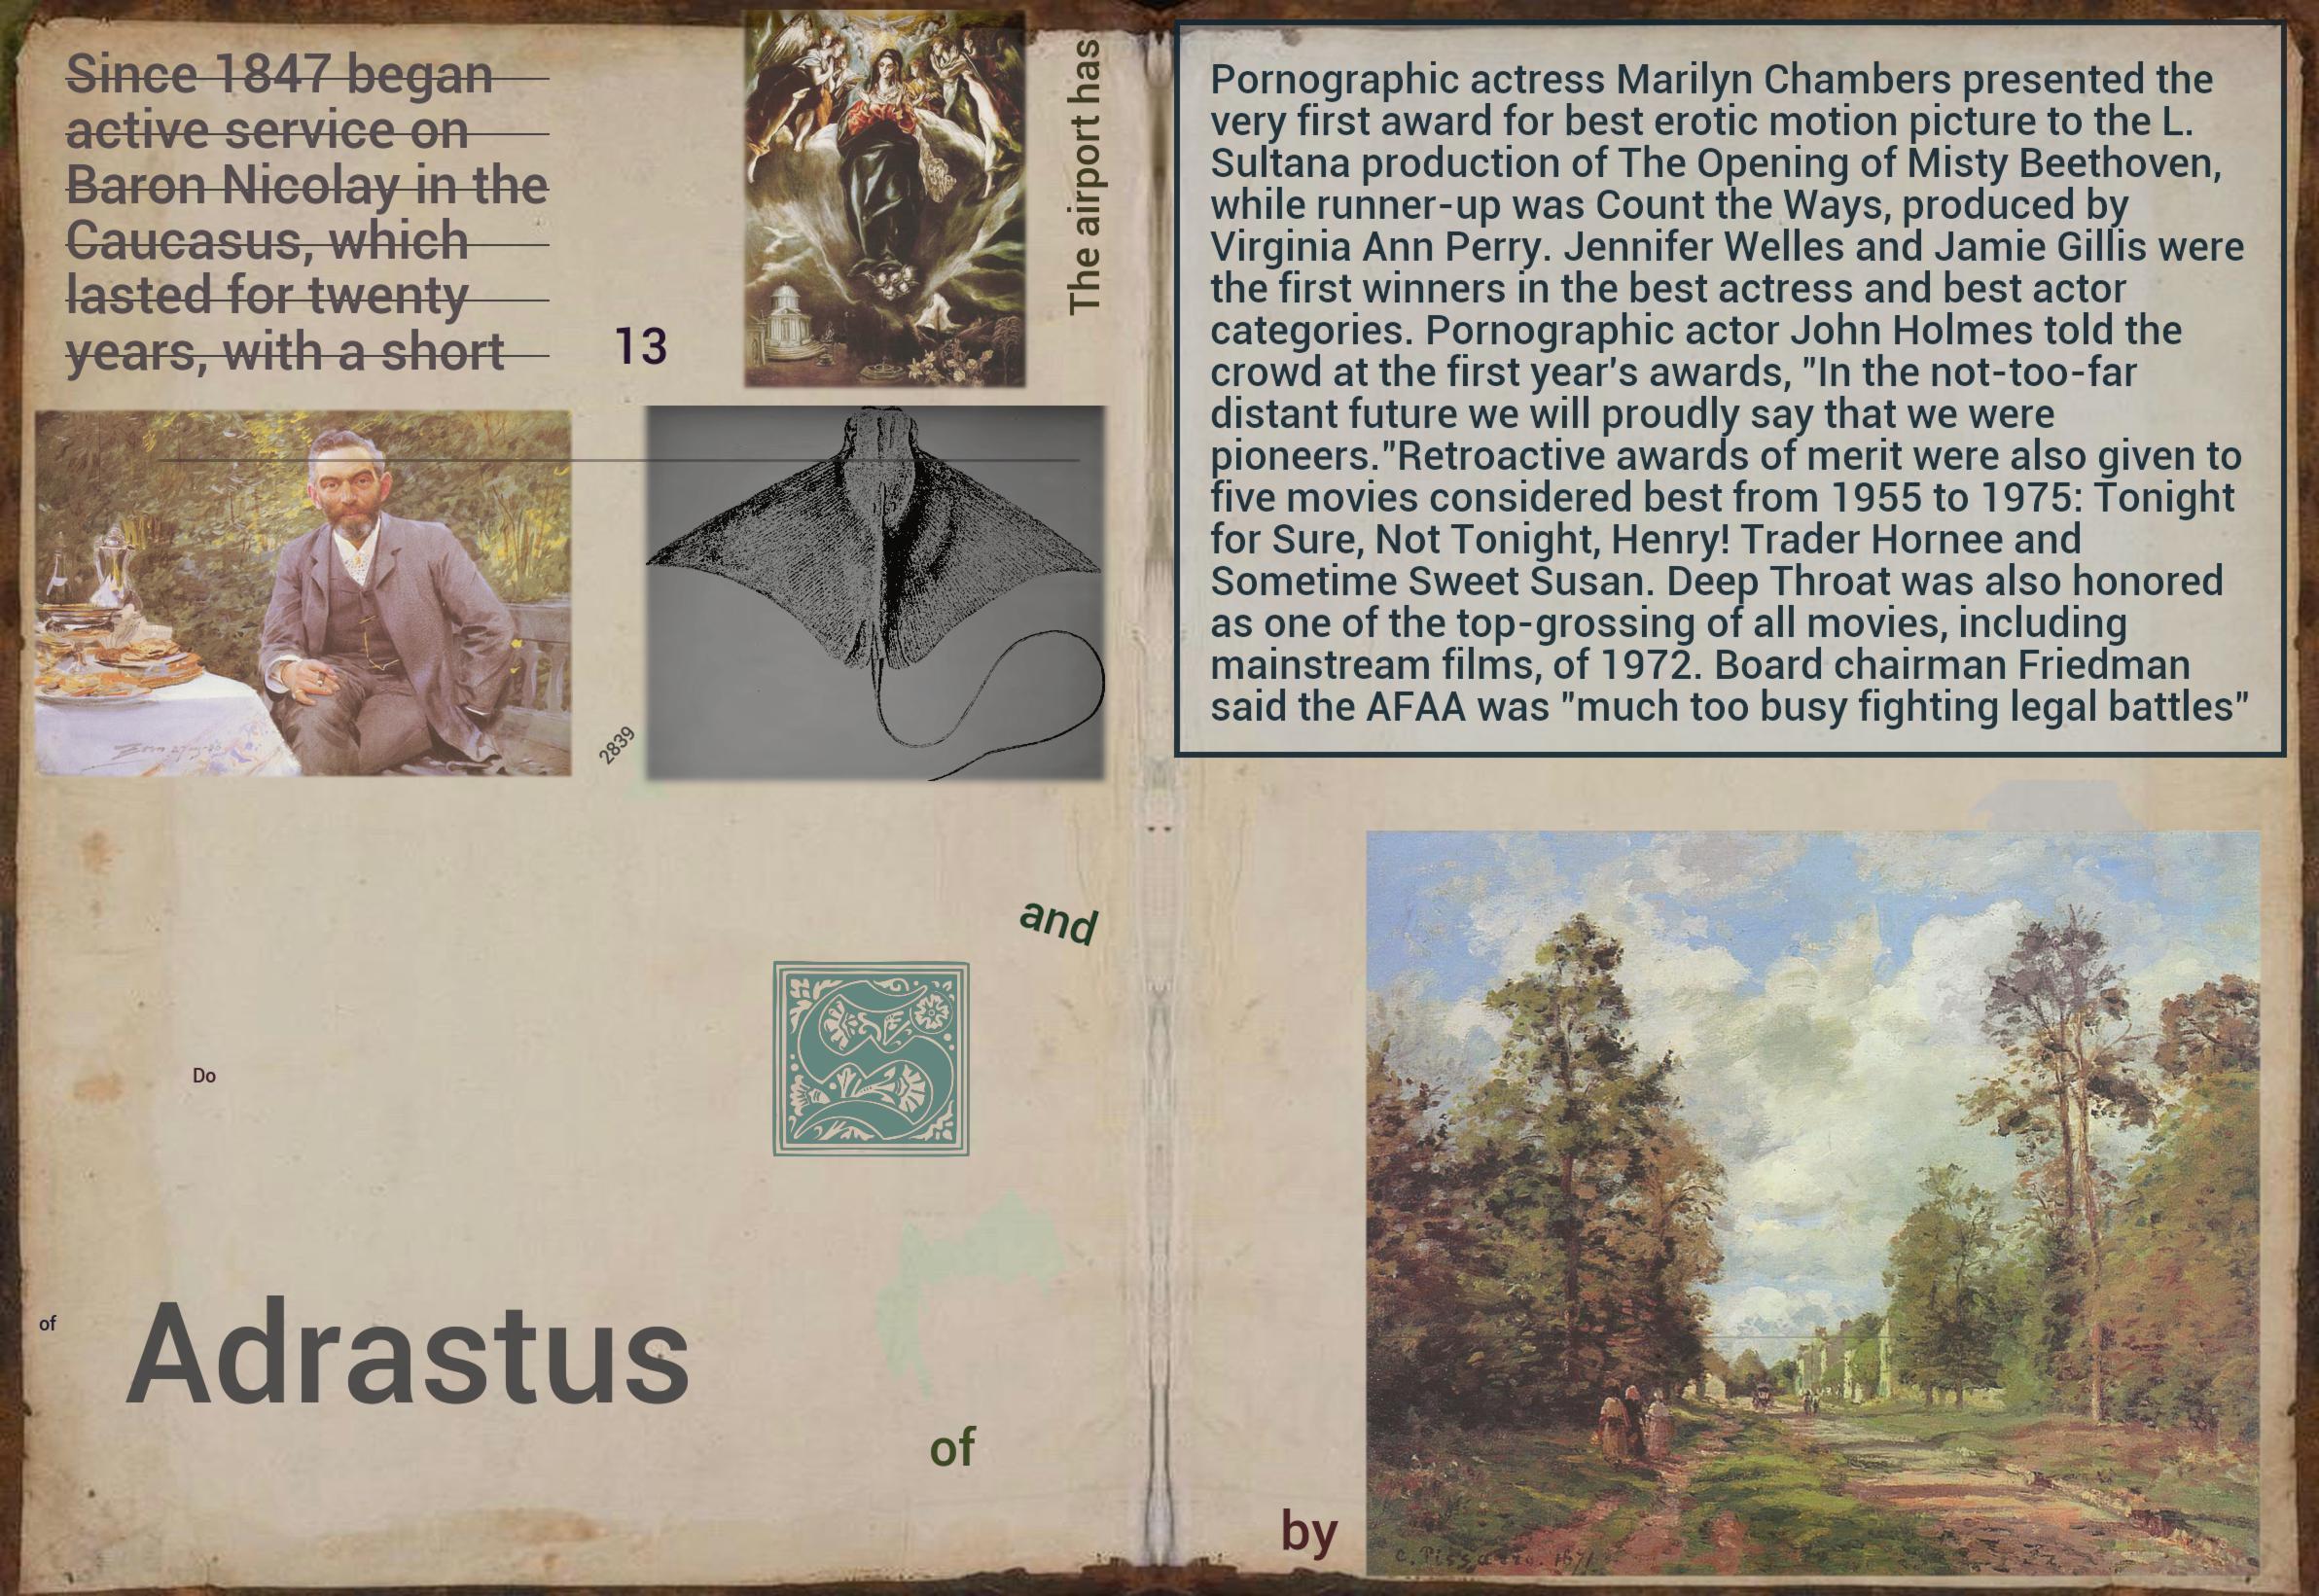 Since 1847 began
active service on
Baron Nicolay in the
Caucasus, which
lasted for twenty
years, with a short
13
The airport has
2839
and
S
Do
of
Adrastus
of
Pornographic actress Marilyn Chambers presented the
very first award for best erotic motion picture to the L.
Sultana production of The Opening of Misty Beethoven,
while runner-up was Count the Ways, produced by
Virginia Ann Perry. Jennifer Welles and Jamie Gillis were
the first winners in the best actress and best actor
categories. Pornographic actor John Holmes told the
crowd at the first year's awards, "In the not-too-far
distant future we will proudly say that we were
pioneers."Retroactive awards of merit were also given to
five movies considered best from 1955 to 1975: Tonight
for Sure, Not Tonight, Henry! Trader Hornee and
Sometime Sweet Susan. Deep Throat was also honored
as one of the top-grossing of all movies, including
mainstream films, of 1972. Board chairman Friedman
said the AFAA was "much too busy fighting legal battles"
by
C. Pissarro. 1871